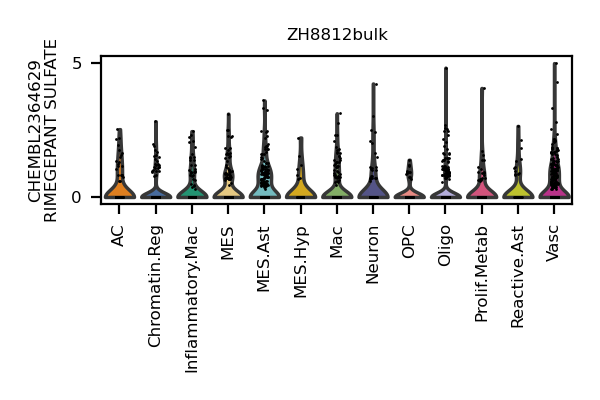 ZH8812bulk
CHEMBL2364629
RIMEGEPANT SULFATE
5
0
AC
Chromatin.Reg
Inflammatory.Mac
MES
MES.Ast
MES.Hyp
Mac
Neuron
OPC
Oligo
Prolif.Metab
Reactive.Ast
Vasc